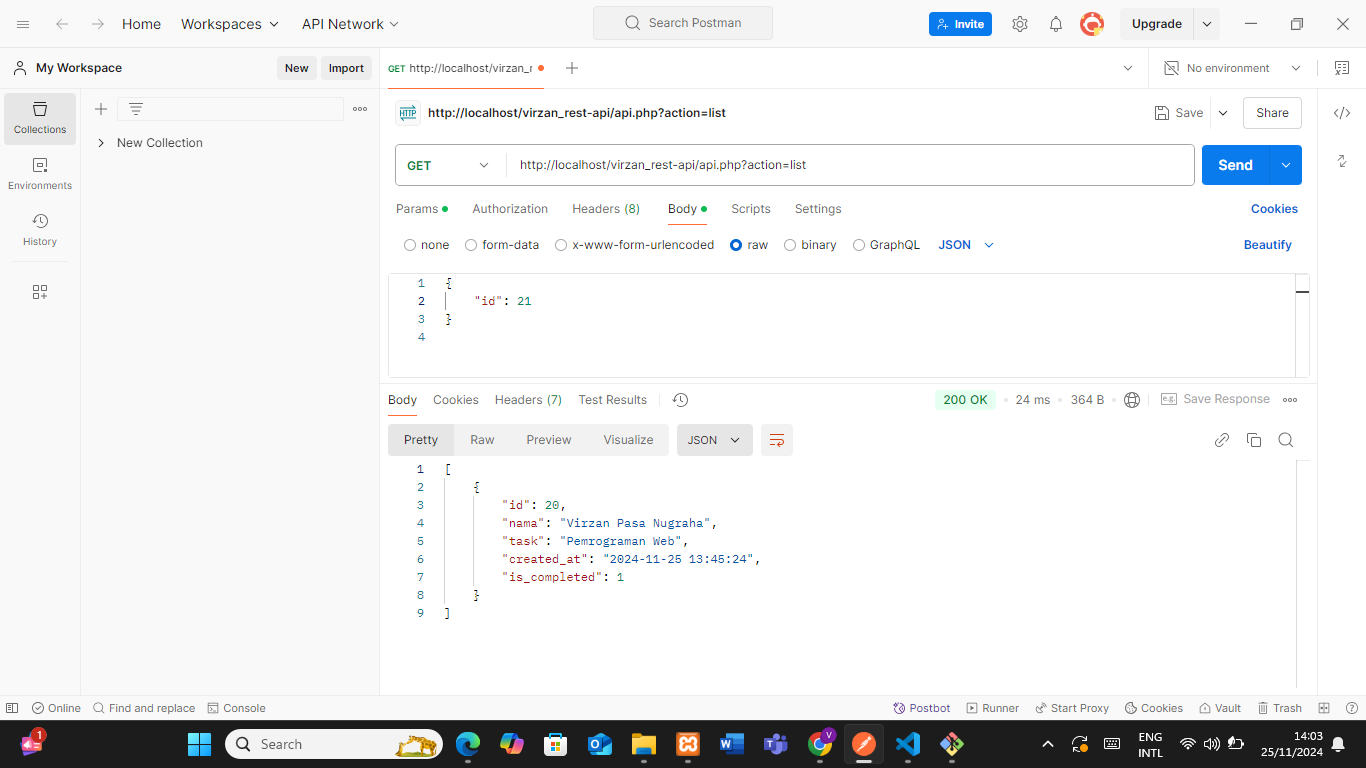 Home Workspaces API Network Search Postman Invite Upgrade
My Workspace New Import GET http://localhost/virzan_r No environment
Collections
Environments
History
New Collection
HTTP http://localhost/virzan_rest-api/api.php?action=list Save Share
GET http://localhost/virzan_rest-api/api.php?action=list Send
Params Authorization Headers (8) Body Scripts Settings Cookies
none form-data x-www-form-urlencoded raw binary GraphQL JSON Beautify
1 {
2 "id": 21
3 }
4
Body Cookies Headers (7) Test Results 200 OK 24 ms 364 B e.g. Save Response
Pretty Raw Preview Visualize JSON
1 [
2 {
3 "id": 20,
4 "nama": "Virzan Pasa Nugraha",
5 "task": "Pemrograman Web",
6 "created_at": "2024-11-25 13:45:24",
7 "is_completed": 1
8 }
9 ]
Online Find and replace Console Postbot Runner Start Proxy Cookies Vault Trash
1 Search V ENG INTL 14:03 25/11/2024